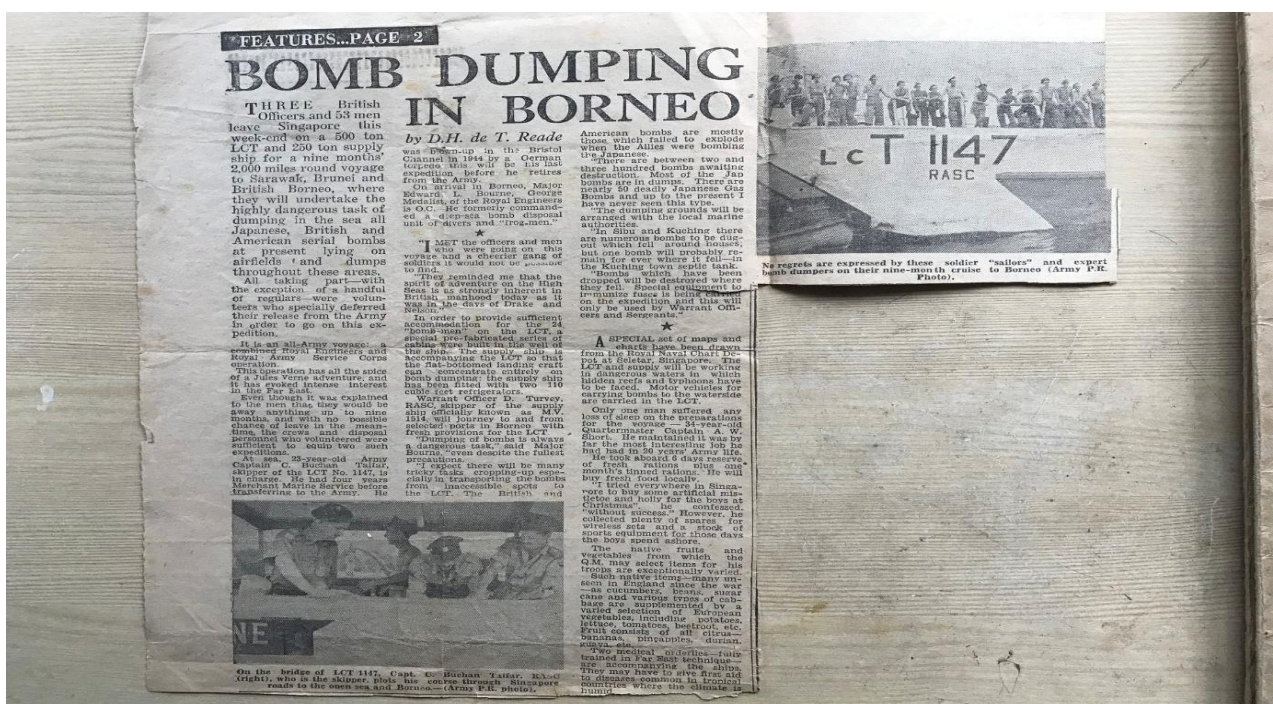 FEATURES...PAGE 2
BOMB DUMPING
IN BORNEO
by D.H. de T. Reade
THREE British
Officers and 53 men
leave Singapore this
week-end on a 500 ton
LCT and 250 ton supply
ship for a nine months'
2,000 miles round voyage
to Sarawak, Brunei and
British Borneo, where
they will undertake the
highly dangerous task of
dumping in the sea all
Japanese, British and
American serial bombs
at present lying on
airfields and dumps
throughout these areas.
All taking part—with
the exception of a handful
of regulars—were volun-
teers who specially deferred
their release from the Army
in order to go on this ex-
pedition.
It is an all-Army voyage: a
combined Royal Engineers and
Royal Army Service Corps
operation.
This operation has all the spice
of a Jules Verne adventure, and
it has evoked intense interest
in the Far East.
Even though it was explained
to the men that they would be
away anything up to nine
months, and with no possible
chance of leave in the mean-
time, the crews and disposal
personnel who volunteered were
sufficient to equip two such
expeditions.
At sea, 23-year-old Army
Captain C. Buchan Taifar,
skipper of the LCT No. 1147, is
in charge. He had four years
Merchant Marine Service before
transferring to the Army. He
was blown-up in the Bristol
Channel in 1944 by a German
torpedo this will be his last
expedition before he retires
from the Army.
On arrival in Borneo, Major
Edward L. Bourne, George
Medalist, of the Royal Engineers
is O.C. He formerly command-
ed a deep-sea bomb disposal
unit of divers and "frog-men."
"I MET the officers and men
who were going on this
voyage and a cheerier gang of
soldiers it would not be possible
to find.
"They reminded me that the
spirit of adventure on the High
Seas is as strongly inherent in
British manhood today as it
was in the days of Drake and
Nelson."
In order to provide sufficient
accommodation for the 24
"bomb-men" on the LCT, a
special pre-fabricated series of
cabins were built in the well of
the ship. The supply ship is
accompanying the LCT so that
the flat-bottomed landing craft
can concentrate entirely on
bomb dumping: the supply ship
has been fitted with two 110
cubic feet refrigerators.
Warrant Officer D. Turvey,
RASC, skipper of the supply
ship officially known as M.V.
1514, will journey to and from
selected ports in Borneo with
fresh provisions for the LCT
"Dumping of bombs is always
a dangerous task," said Major
Bourne, "even despite the fullest
precautions.
"I expect there will be many
tricky tasks cropping-up espe-
cially in transporting the bombs
from inaccessible spots to
the LCT. The British and
American bombs are mostly
those which failed to explode
when the Allies were bombing
the Japanese.
"There are between two and
three hundred bombs awaiting
destruction. Most of the Jap
bombs are in dumps. There are
nearly 50 deadly Japanese Gas
Bombs and up to the present I
have never seen this type.
"The dumping grounds will be
arranged with the local marine
authorities.
"In Sibu and Kuching there
are numerous bombs to be dug-
out which fell around houses;
but one bomb will probably re-
main for ever where it fell—in
the Kuching town septic tank.
"Bombs which have been
dropped will be destroyed where
they fell. Special equipment to
immunize fuses is being carried
on the expedition and this will
only be used by Warrant Offi-
cers and Sergeants."
A SPECIAL set of maps and
charts have been drawn
from the Royal Naval Chart De-
pot at Seletar, Singapore. The
LCT and supply will be working
in dangerous waters in which
hidden reefs and typhoons have
to be faced. Motor vehicles for
carrying bombs to the waterside
are carried in the LCT.
Only one man suffered any
loss of sleep on the preparations
for the voyage — 34-year-old
Quartermaster Captain A. W.
Short. He maintained it was by
far the most interesting job he
had had in 20 years' Army life.
He took aboard 6 days reserve
of fresh rations plus one
month's tinned rations. He will
buy fresh food locally.
"I tried everywhere in Singa-
pore to buy some artificial mis-
tletoe and holly for the boys at
Christmas", he confessed,
"without success." However, he
collected plenty of spares for
wireless sets and a stock of
sports equipment for those days
the boys spend ashore.
The native fruits and
vegetables from which the
Q.M. may select items for his
troops are exceptionally varied.
Such native items—many un-
seen in England since the war
—as cucumbers, beans, sugar
cane and various types of cab-
bage are supplemented by a
varied selection of European
vegetables, including potatoes,
lettuce, tomatoes, beetroot, etc.
Fruit consists of all citrus—
bananas, pineapples, durian,
guava, etc.
Two medical orderlies—fully
trained in Far East technique—
are accompanying the ships.
They may have to give first aid
to diseases common in tropical
countries where the climate is
humid.
NE
On the bridge of LCT 1147, Capt. C. Buchan Taifar, RASC
(right), who is the skipper, plots his course through Singapore
roads to the open sea and Borneo.—(Army P.R. photo).
LCT 1147
RASC
No regrets are expressed by these soldier "sailors" and expert
bomb dumpers on their nine-month cruise to Borneo (Army P.R.
Photo).